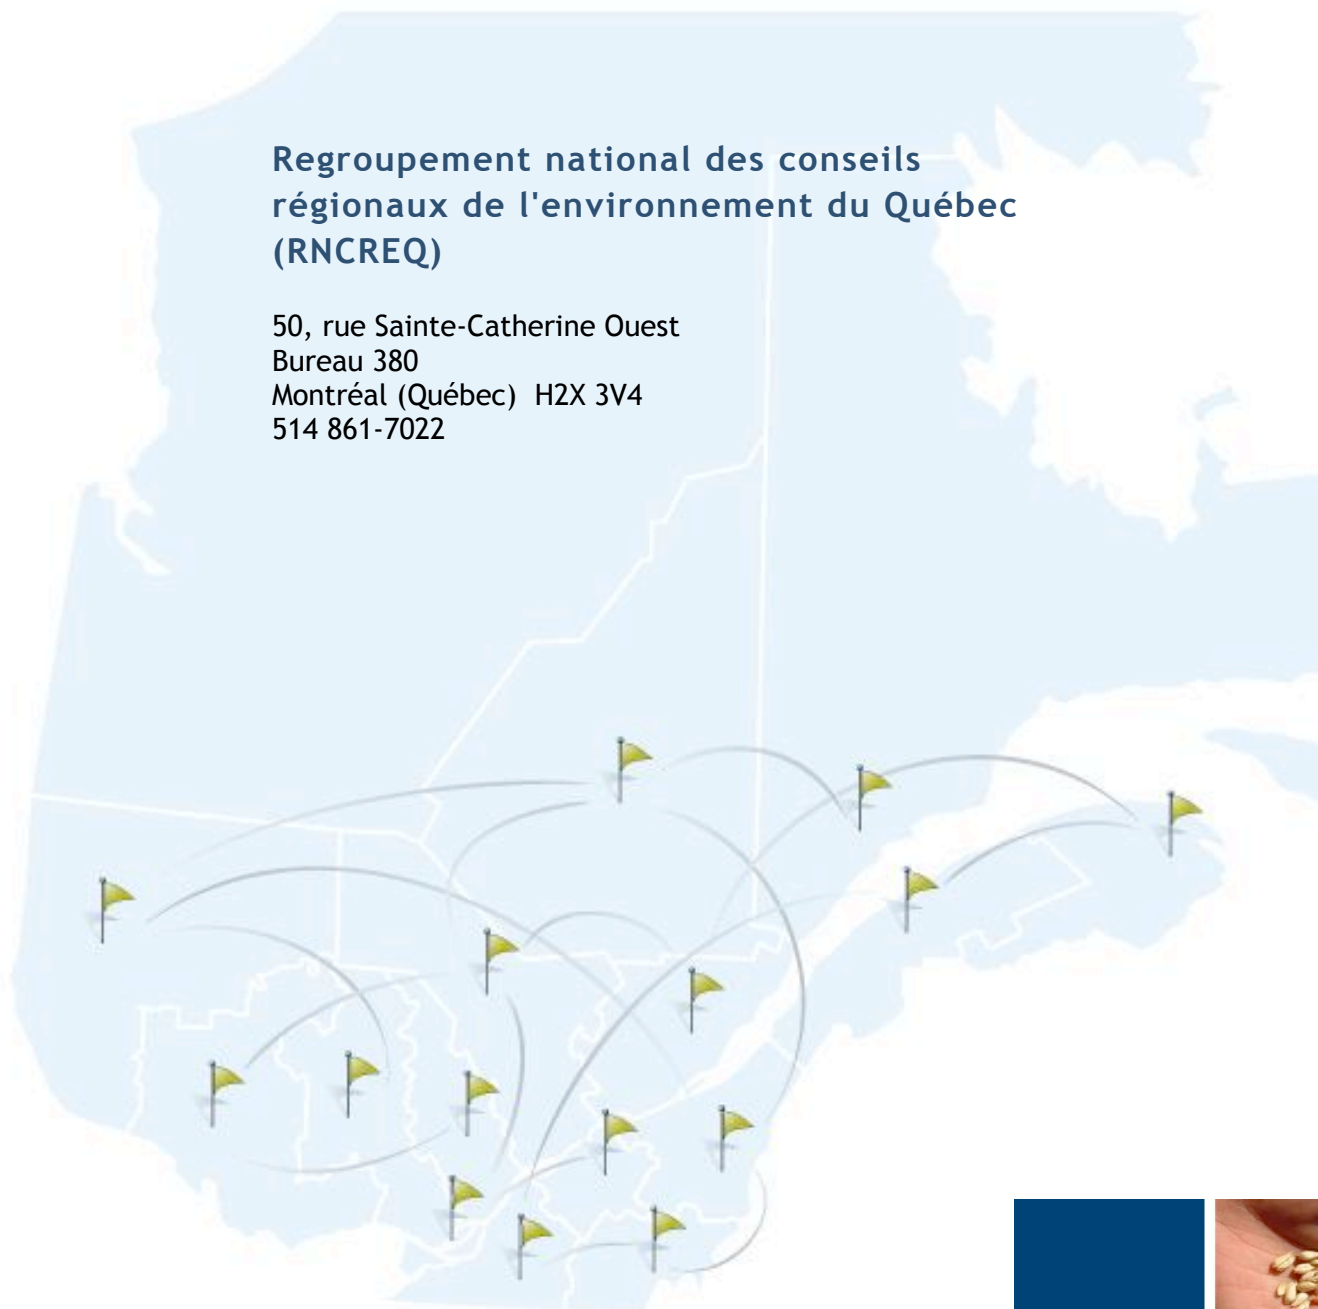 Regroupement national des conseils
régionaux de l'environnement du Québec
(RNCREQ)
50, rue Sainte-Catherine Ouest
Bureau 380
Montréal (Québec)  H2X 3V4
514 861-7022